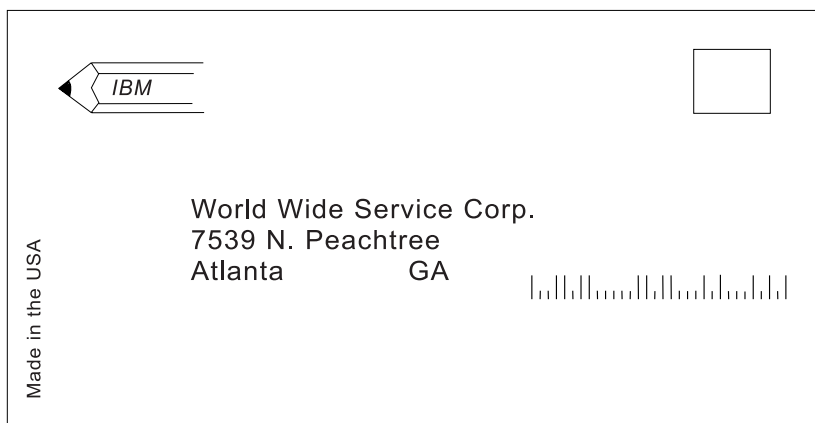 IBM
World Wide Service Corp.
7539 N. Peachtree
Atlanta GA
Made in the USA